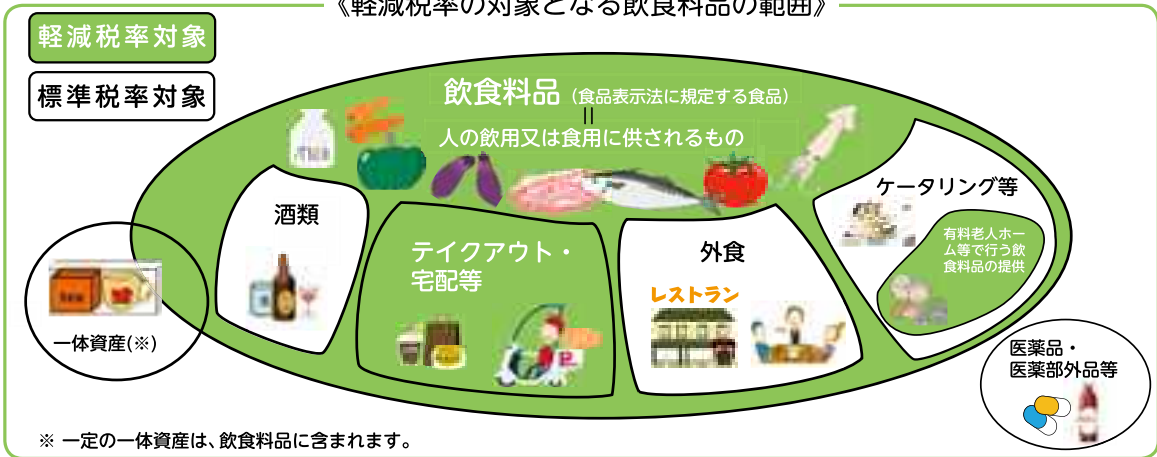 《軽減税率の対象となる飲食料品の範囲》
軽減税率対象
標準税率対象
飲食料品（食品表示法に規定する食品）
＝
人の飲用又は食用に供されるもの
酒類
テイクアウト・
宅配等
外食
レストラン
ケータリング等
有料老人ホー
ム等で行う飲
食料品の提供
一体資産(※)
医薬品・
医薬部外品等
※ 一定の一体資産は、飲食料品に含まれます。